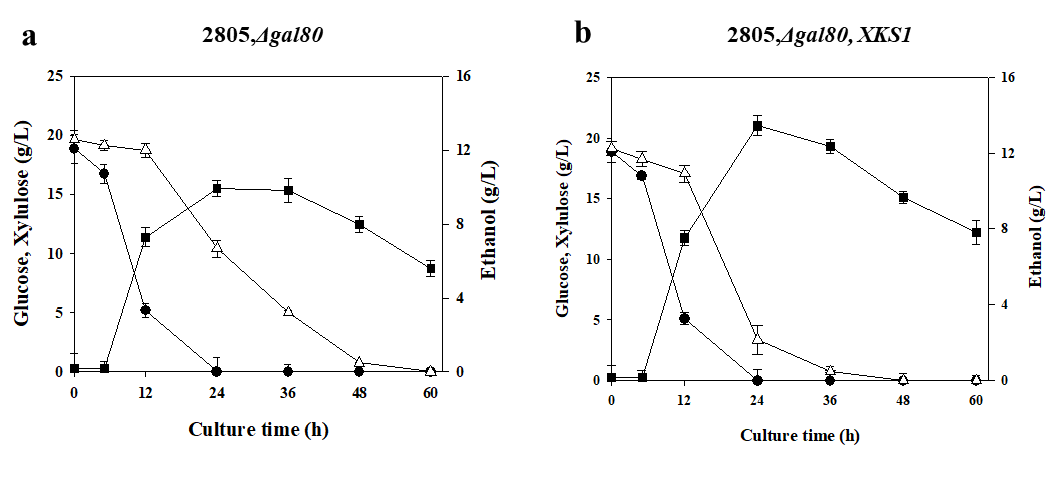 a
2805,Δgal80
Glucose, Xylulose (g/L)
25
20
15
10
5
0
16
12
8
4
0
Ethanol (g/L)
0 12 24 36 48 60
Culture time (h)
b
2805,Δgal80, XKS1
Glucose, Xylulose (g/L)
25
20
15
10
5
0
16
12
8
4
0
Ethanol (g/L)
0 12 24 36 48 60
Culture time (h)